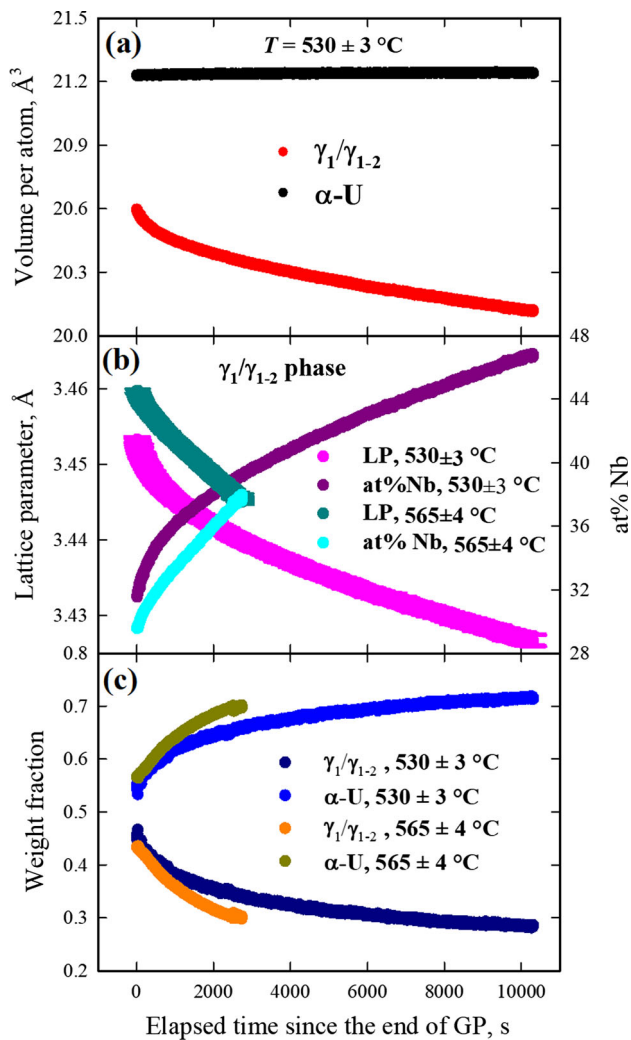 (a)
T = 530 ± 3 °C
Volume per atom, Å³
21.5
21.2
20.9
20.6
20.3
20.0
γ₁/γ₁₋₂
α-U
(b)
γ₁/γ₁₋₂ phase
Lattice parameter, Å
3.46
3.45
3.44
3.43
48
44
40
36
32
28
at% Nb
LP, 530±3 °C
at%Nb, 530±3 °C
LP, 565±4 °C
at% Nb, 565±4 °C
(c)
Weight fraction
0.8
0.7
0.6
0.5
0.4
0.3
0.2
γ₁/γ₁₋₂ , 530 ± 3 °C
α-U, 530 ± 3 °C
γ₁/γ₁₋₂ , 565 ± 4 °C
α-U, 565 ± 4 °C
0 2000 4000 6000 8000 10000
Elapsed time since the end of GP, s